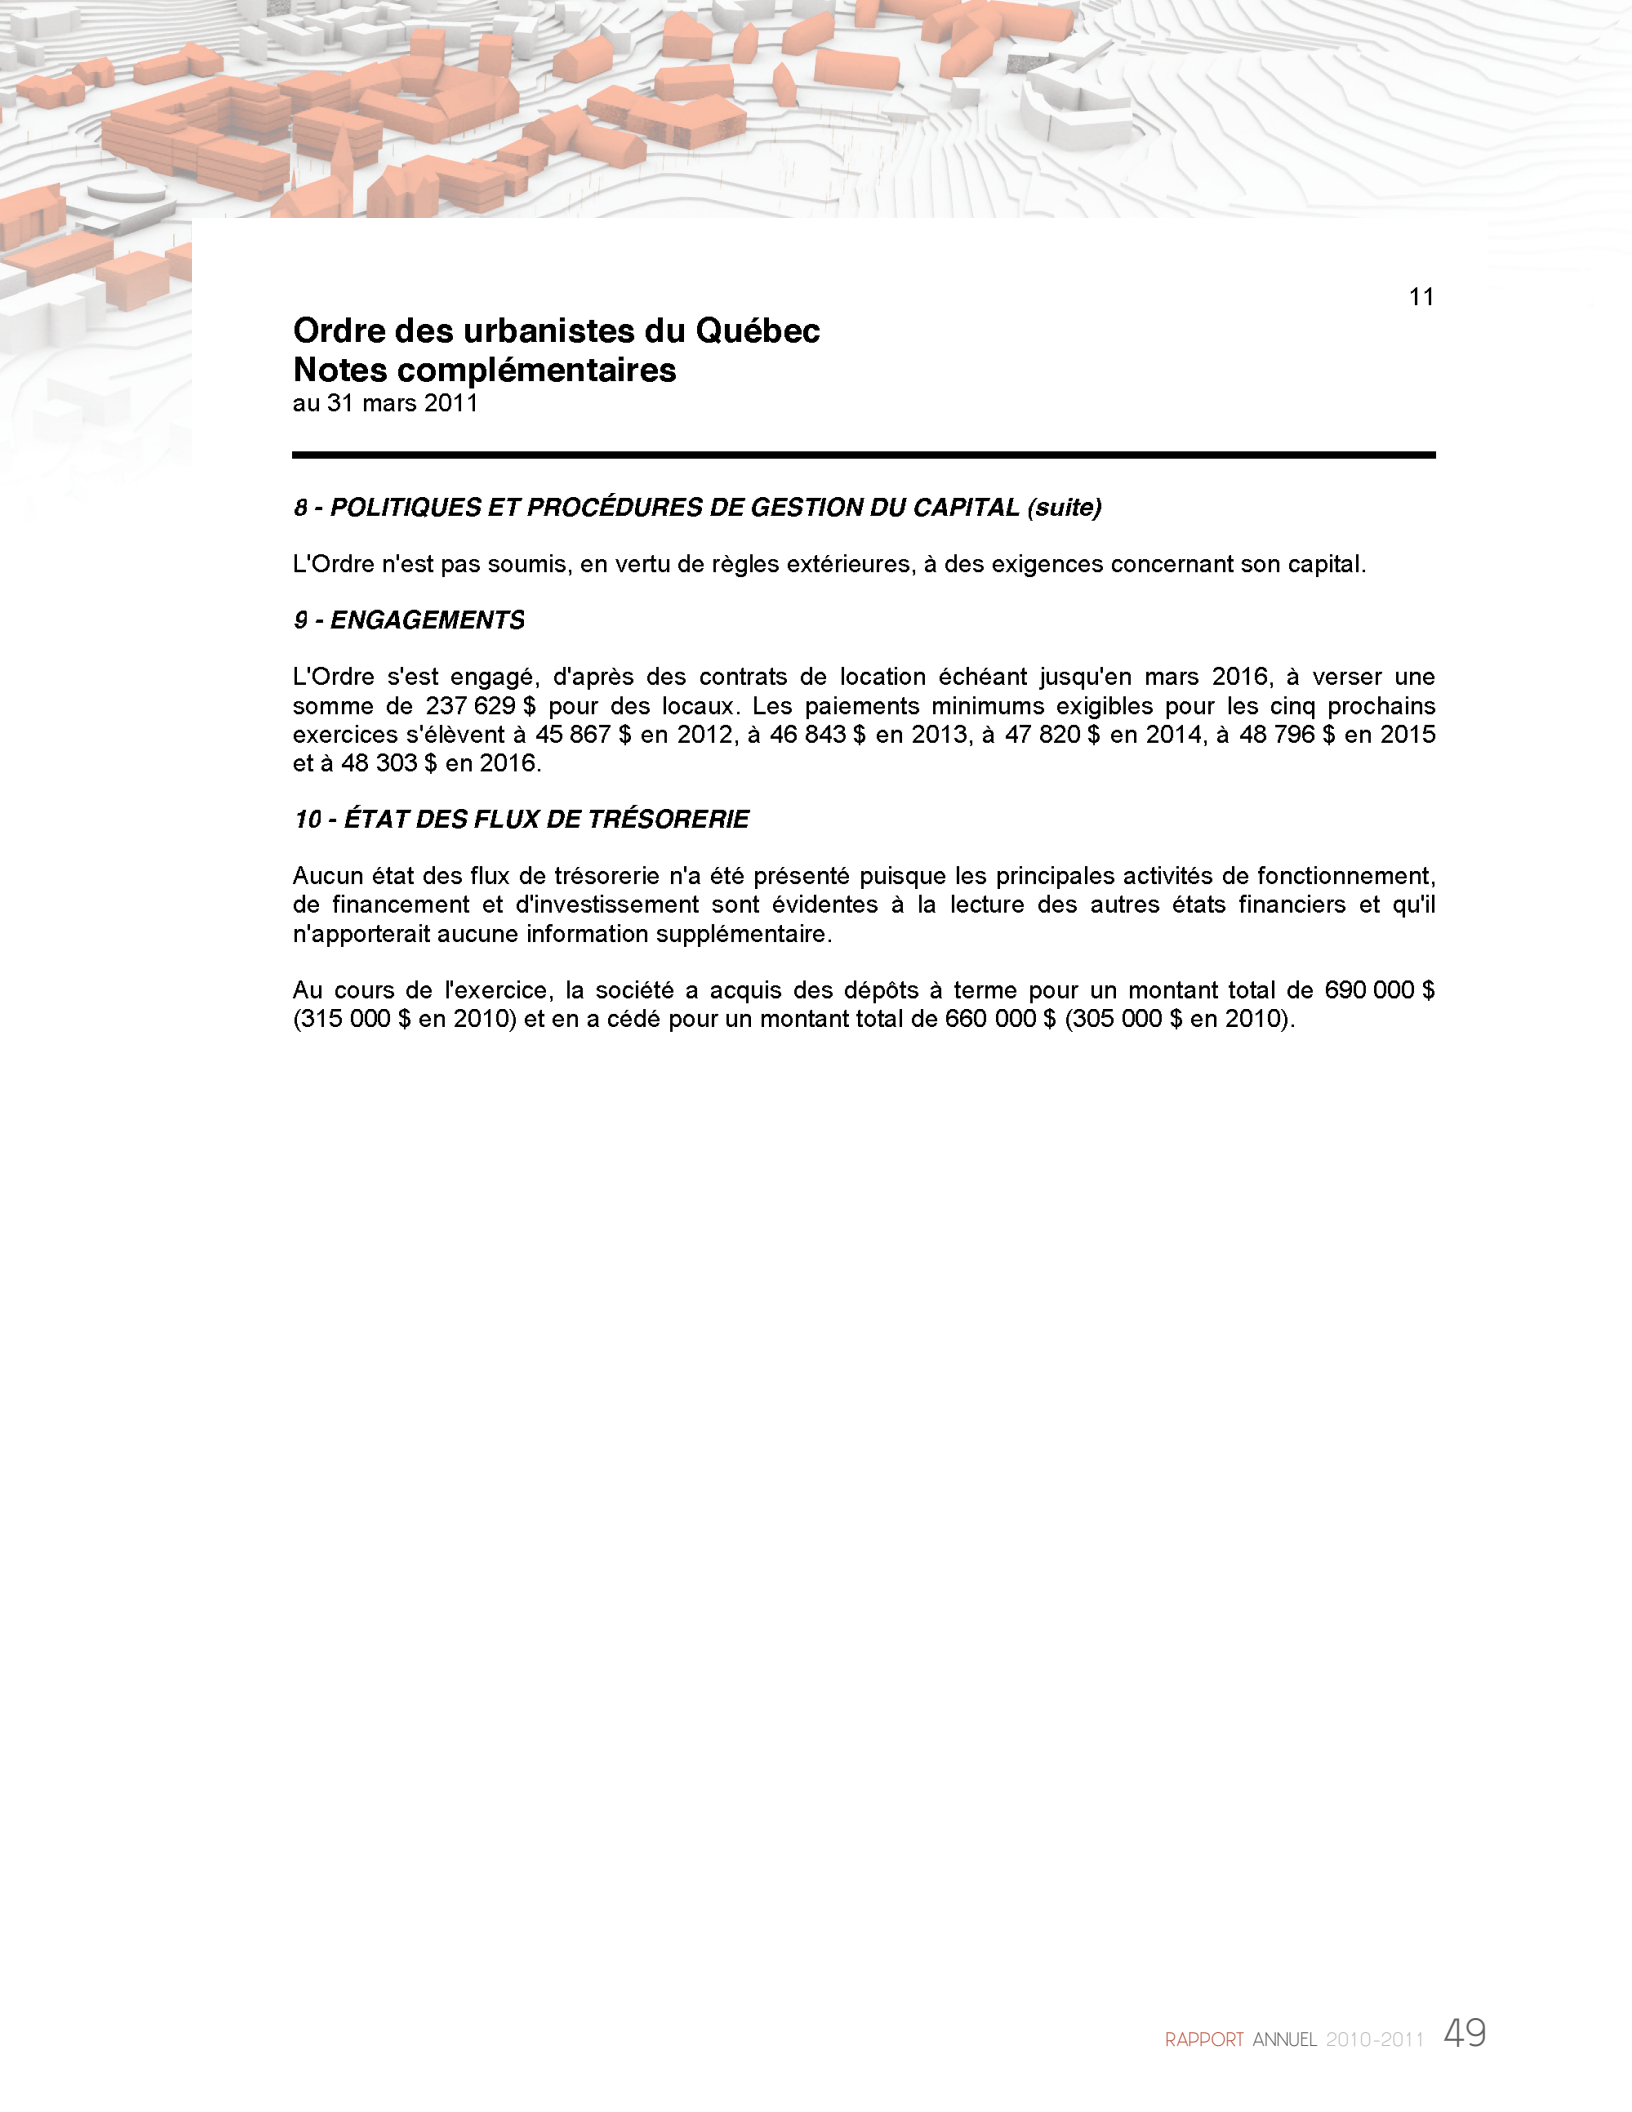 11
Ordre des urbanistes du Québec
Notes complémentaires
au 31 mars 2011
8 - POLITIQUES ET PROCÉDURES DE GESTION DU CAPITAL (suite)
L'Ordre n'est pas soumis, en vertu de règles extérieures, à des exigences concernant son capital.
9 - ENGAGEMENTS
L'Ordre s'est engagé, d'après des contrats de location échéant jusqu'en mars 2016, à verser une
somme de 237 629 $ pour des locaux. Les paiements minimums exigibles pour les cinq prochains
exercices s'élèvent à 45 867 $ en 2012, à 46 843 $ en 2013, à 47 820 $ en 2014, à 48 796 $ en 2015
et à 48 303 $ en 2016.
10 - ÉTAT DES FLUX DE TRÉSORERIE
Aucun état des flux de trésorerie n'a été présenté puisque les principales activités de fonctionnement,
de financement et d'investissement sont évidentes à la lecture des autres états financiers et qu'il
n'apporterait aucune information supplémentaire.
Au cours de l'exercice, la société a acquis des dépôts à terme pour un montant total de 690 000 $
(315 000 $ en 2010) et en a cédé pour un montant total de 660 000 $ (305 000 $ en 2010).
RAPPORT ANNUEL 2010-2011 49